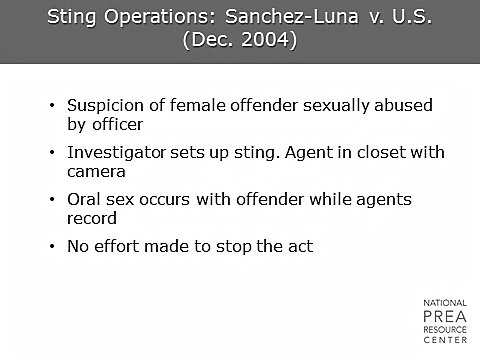 Sting Operations: Sanchez-Luna v. U.S.
(Dec. 2004)
• Suspicion of female offender sexually abused
by officer
• Investigator sets up sting. Agent in closet with
camera
• Oral sex occurs with offender while agents
record
• No effort made to stop the act
NATIONAL
PREA
RESOURCE
CENTER